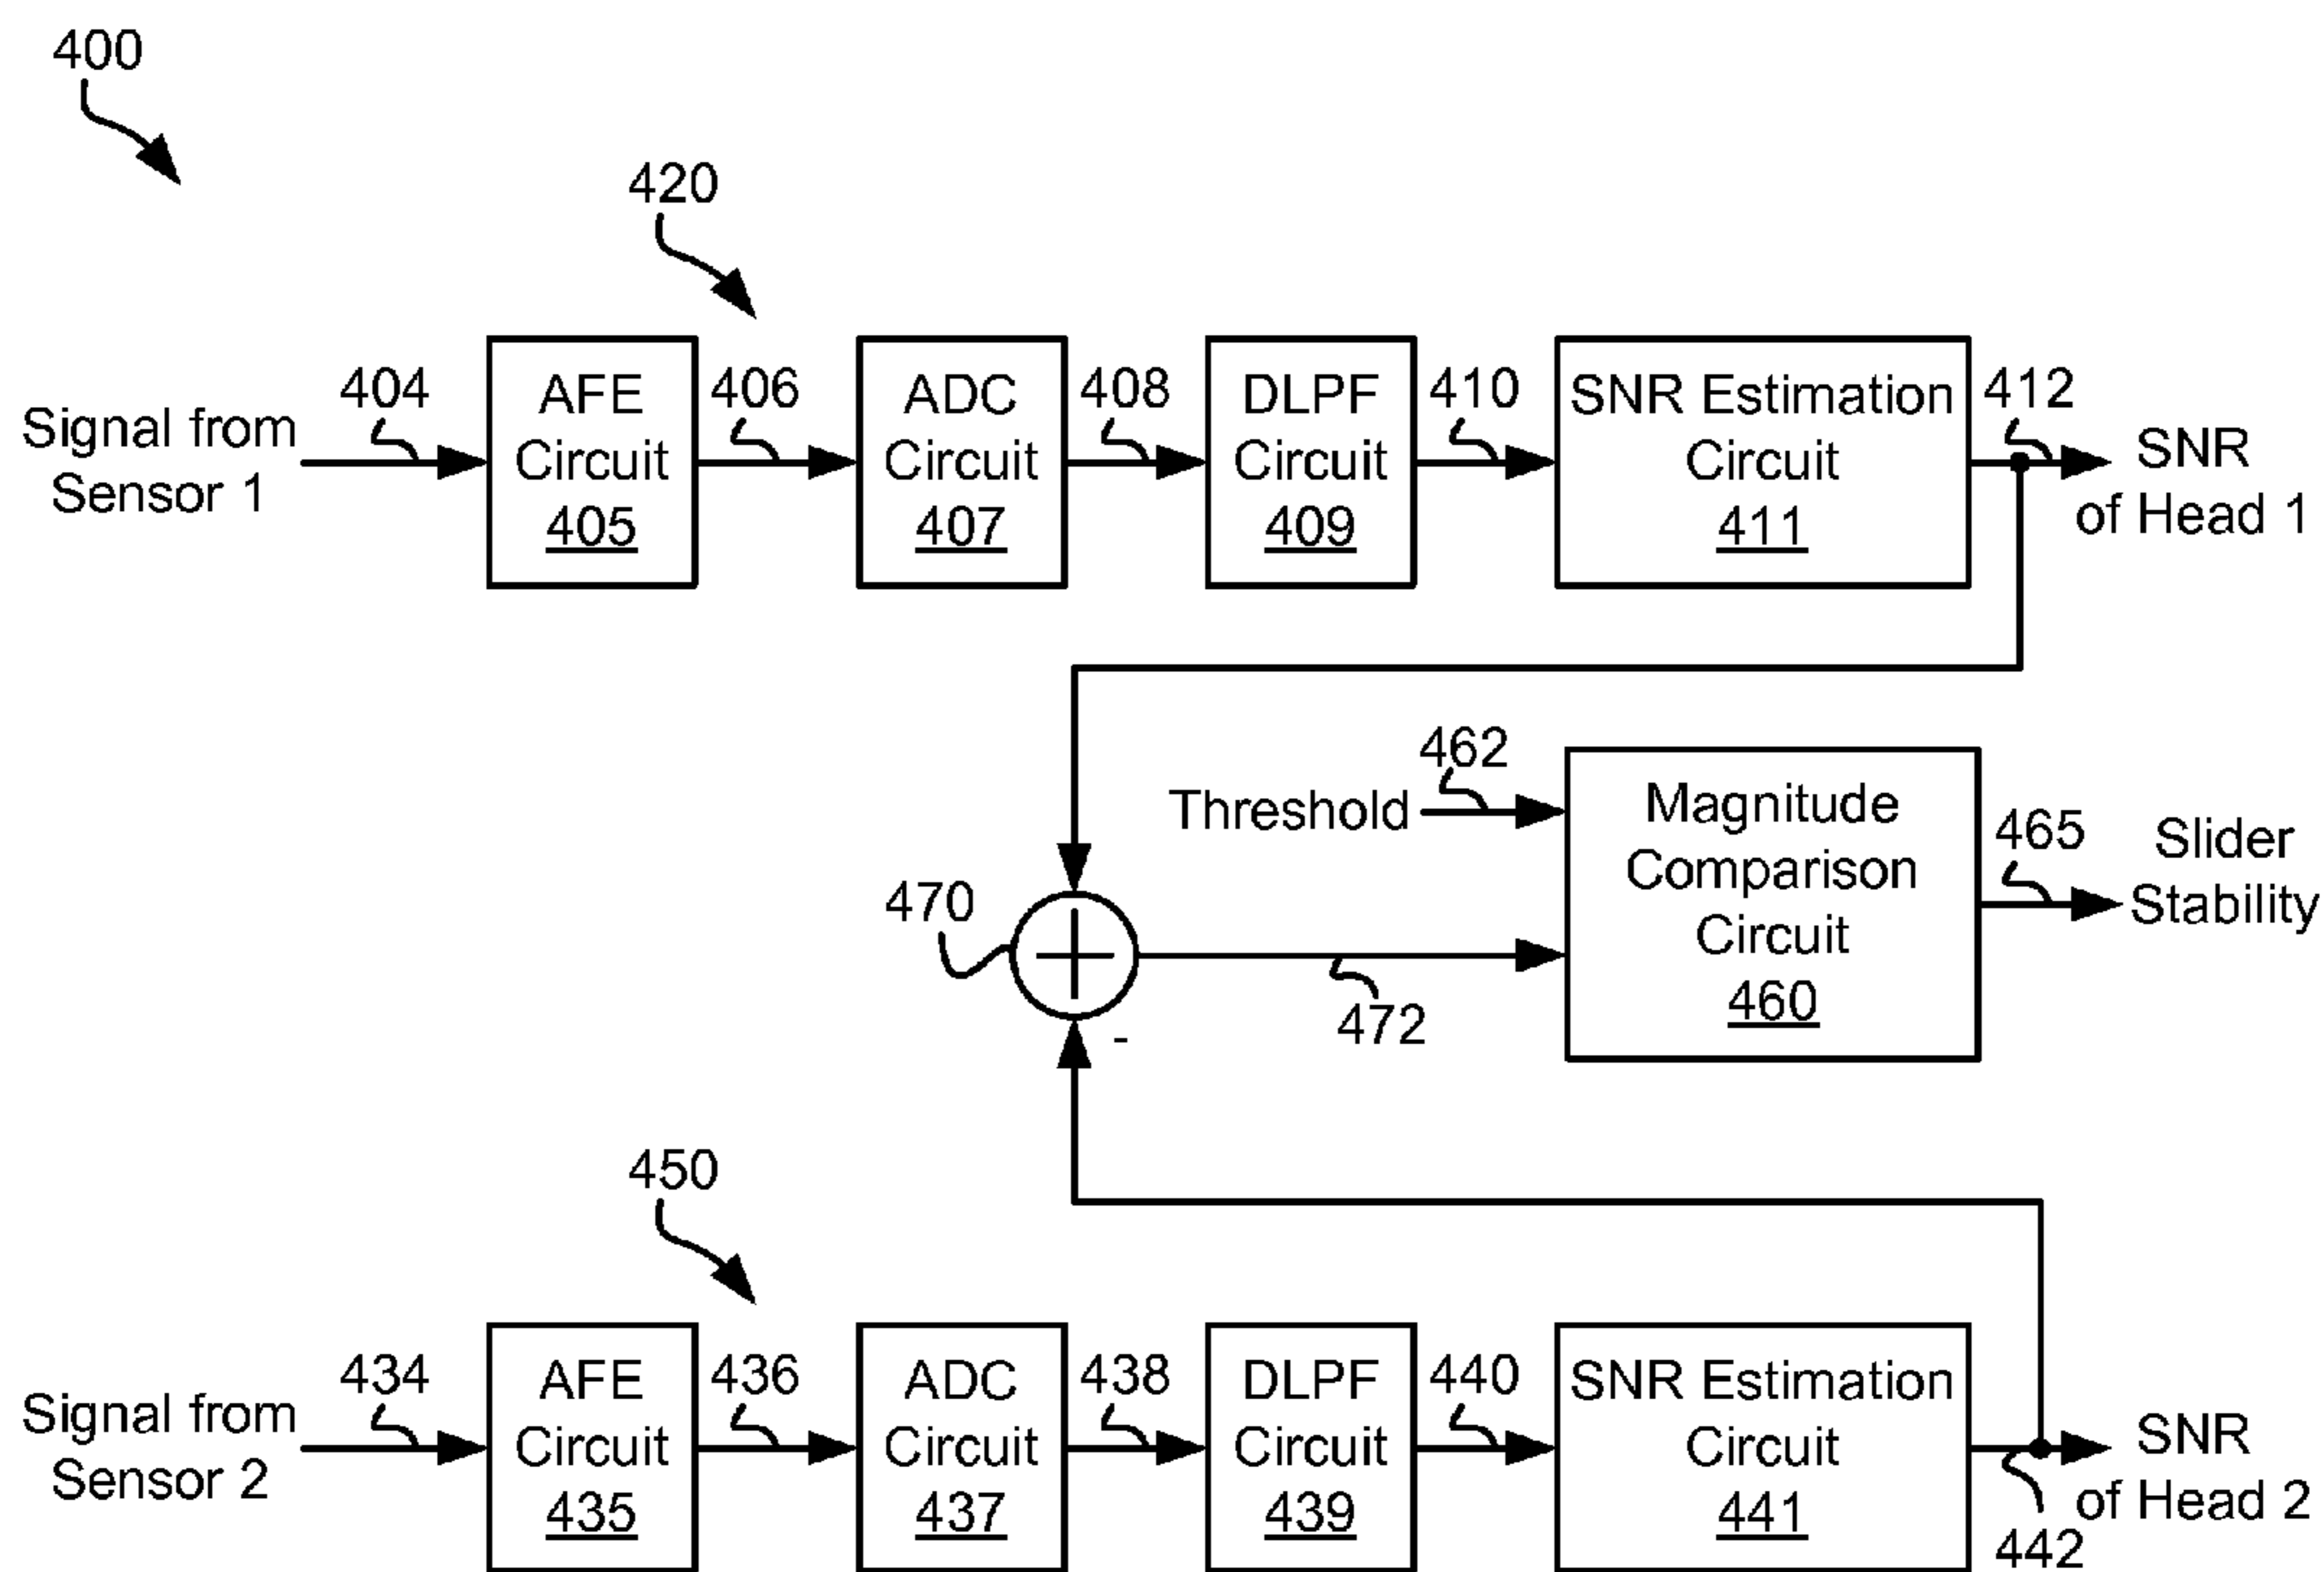 400
420
404
406
408
410
412
Signal from
Sensor 1
AFE
Circuit
405
ADC
Circuit
407
DLPF
Circuit
409
SNR Estimation
Circuit
411
SNR
of Head 1
462
Threshold
Magnitude
Comparison
Circuit
460
465
Slider
Stability
470
+
472
-
450
434
436
438
440
Signal from
Sensor 2
AFE
Circuit
435
ADC
Circuit
437
DLPF
Circuit
439
SNR Estimation
Circuit
441
SNR
of Head 2
442